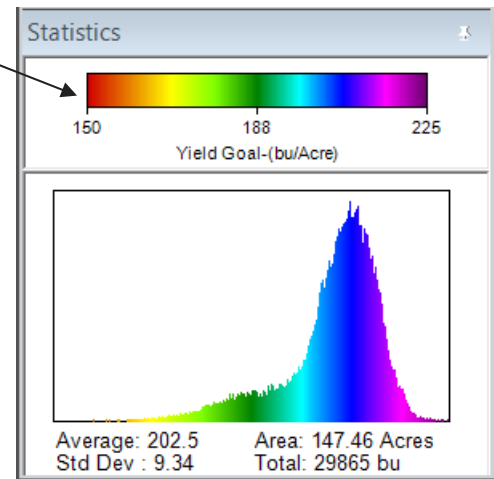 Statistics
150 188 225
Yield Goal-(bu/Acre)
Average: 202.5 Area: 147.46 Acres
Std Dev : 9.34 Total: 29865 bu